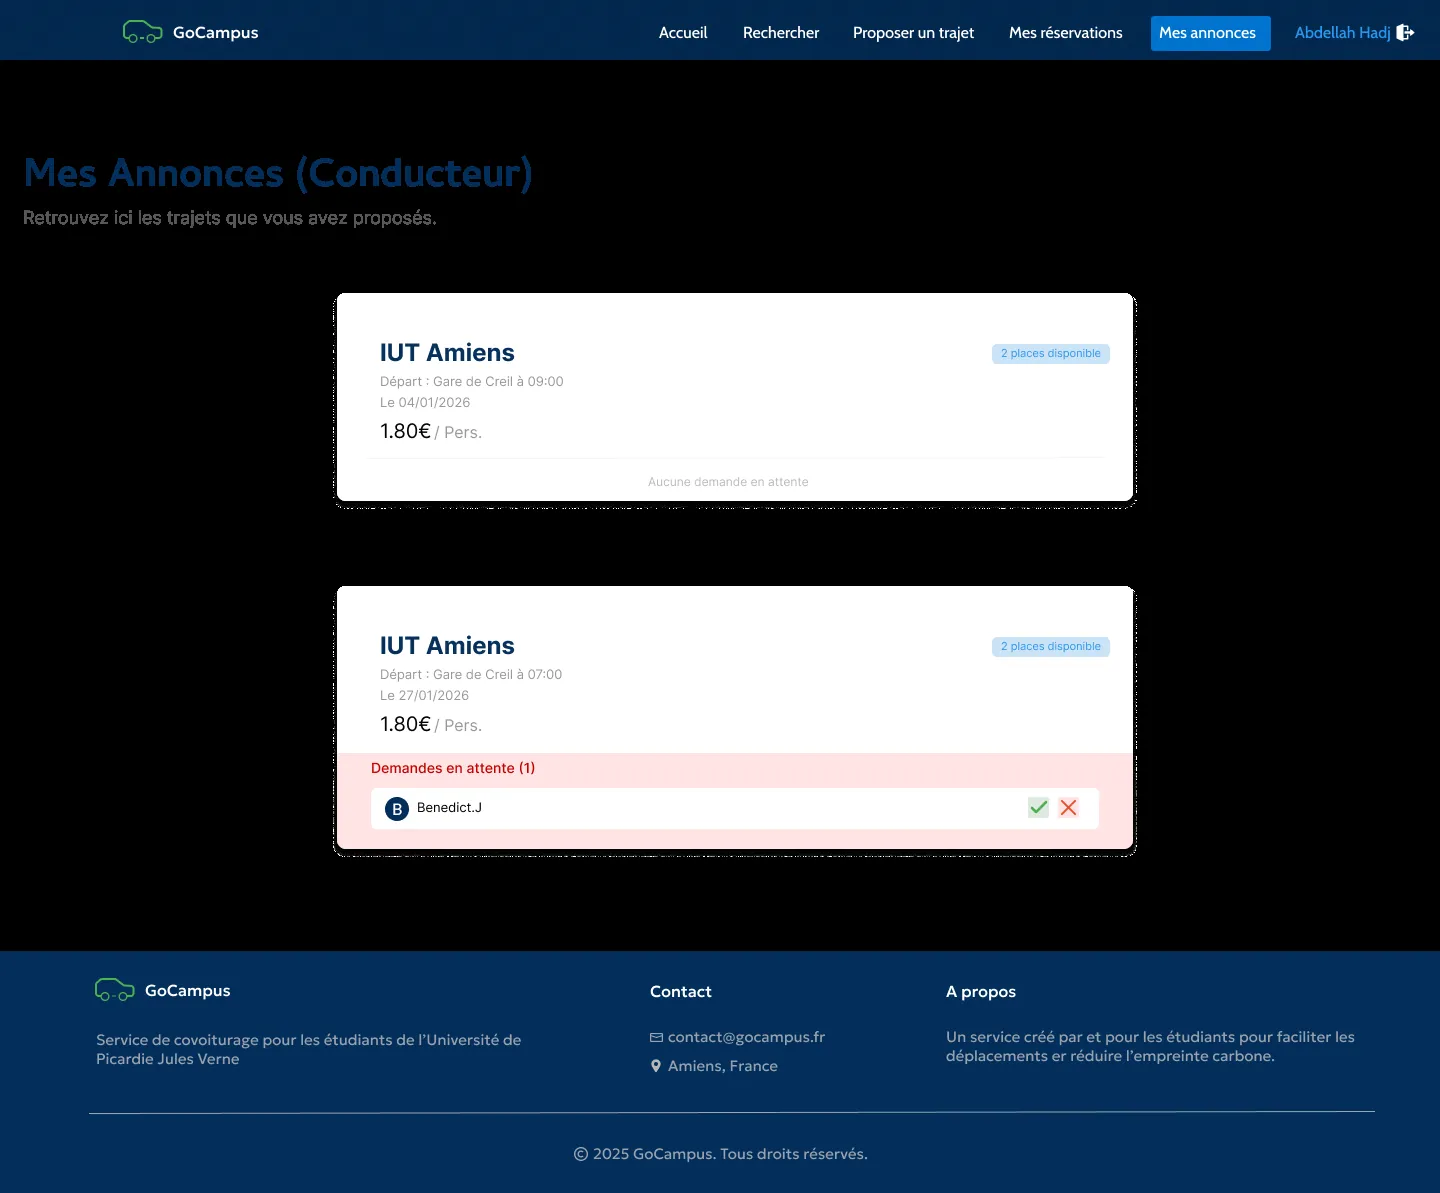 GoCampus
Accueil
Rechercher
Proposer un trajet
Mes réservations
Mes annonces
Abdellah Hadj
Mes Annonces (Conducteur)
Retrouvez ici les trajets que vous avez proposés.
IUT Amiens
2 places disponible
Départ : Gare de Creil à 09:00
Le 04/01/2026
1.80€ / Pers.
Aucune demande en attente
IUT Amiens
2 places disponible
Départ : Gare de Creil à 07:00
Le 27/01/2026
1.80€ / Pers.
Demandes en attente (1)
B Benedict.J
GoCampus
Service de covoiturage pour les étudiants de l’Université de
Picardie Jules Verne
Contact
contact@gocampus.fr
Amiens, France
A propos
Un service créé par et pour les étudiants pour faciliter les
déplacements er réduire l’empreinte carbone.
© 2025 GoCampus. Tous droits réservés.